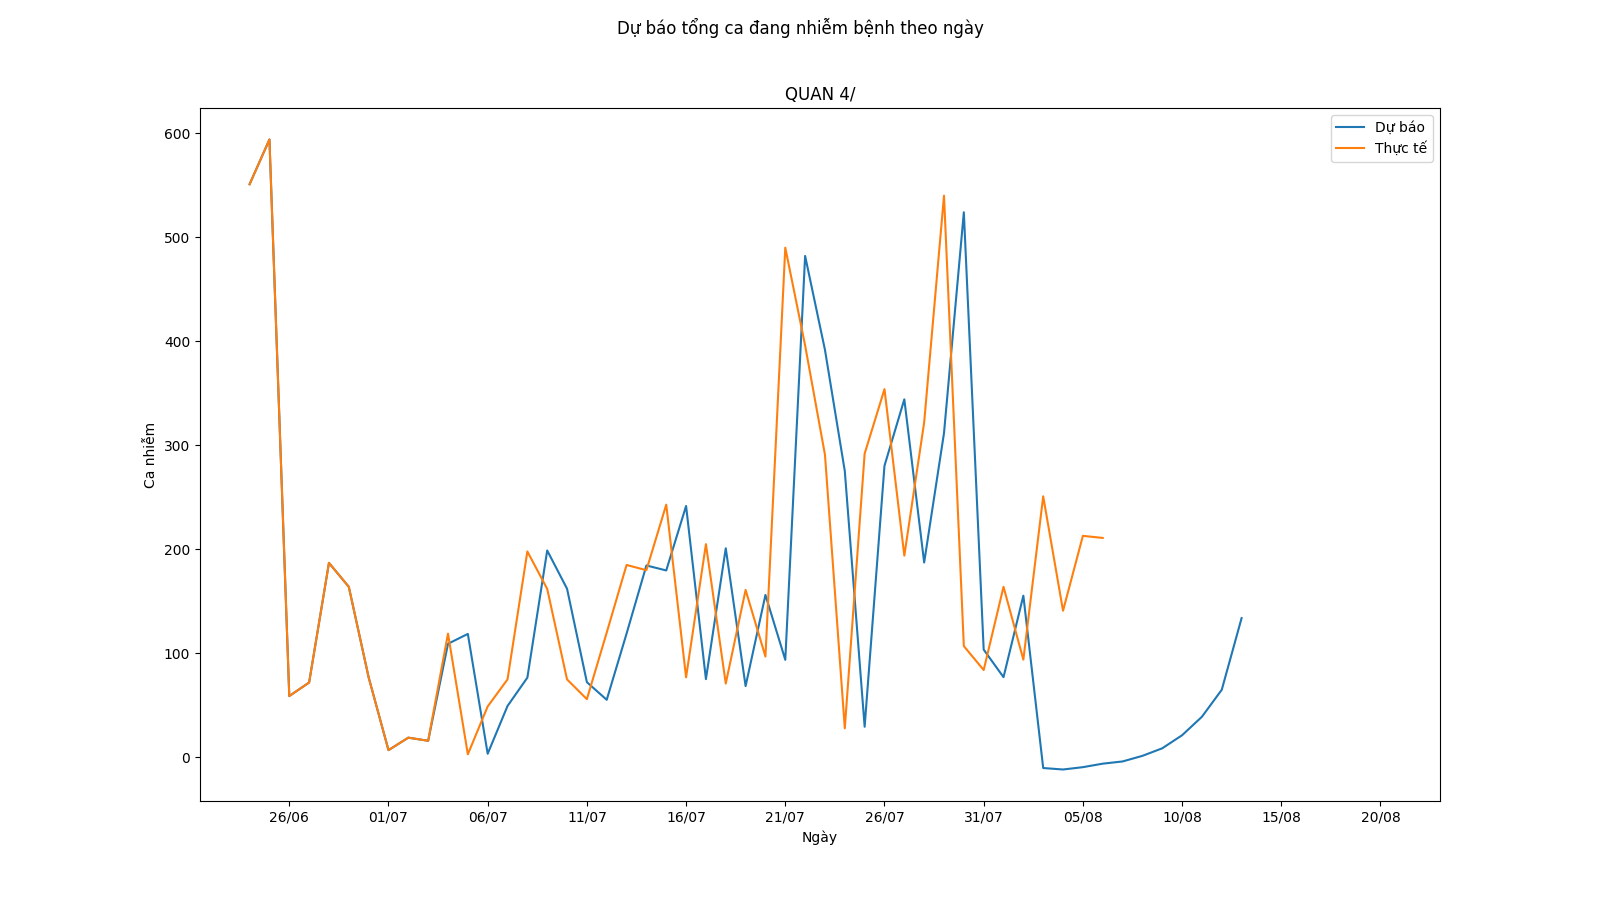 Dự báo tổng ca đang nhiễm bệnh theo ngày
QUAN 4/
Dự báo
Thực tế
600
500
400
300
200
100
0
Ca nhiễm
26/06 01/07 06/07 11/07 16/07 21/07 26/07 31/07 05/08 10/08 15/08 20/08
Ngày